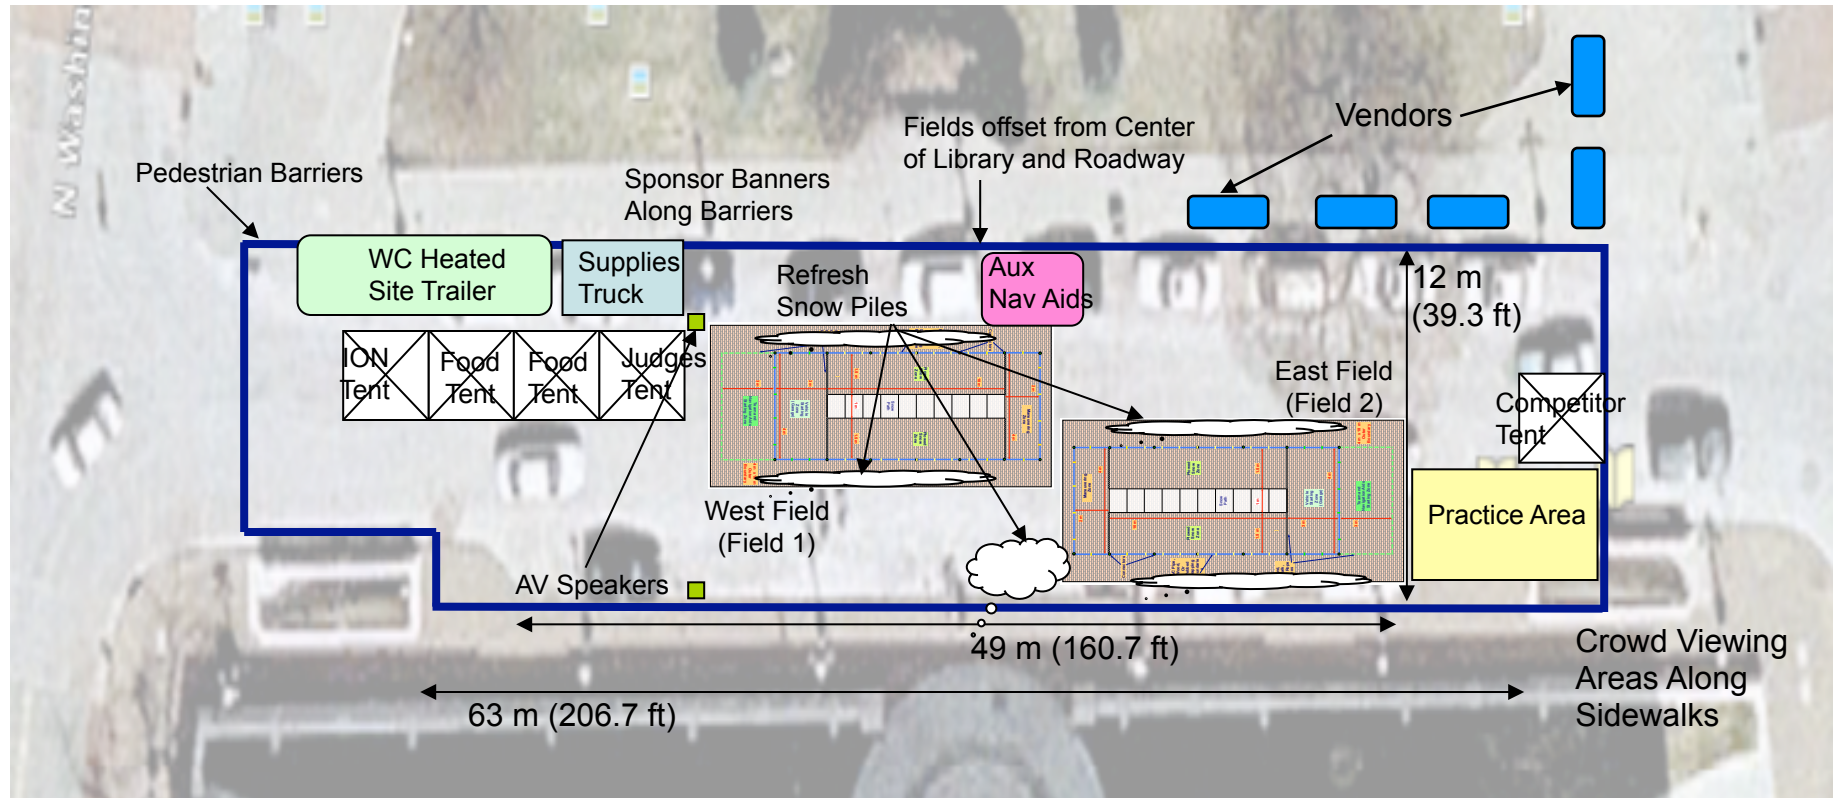 N Washin
Vendors
Fields offset from Center
of Library and Roadway
Pedestrian Barriers
Sponsor Banners
Along Barriers
WC Heated
Site Trailer
Supplies
Truck
Refresh
Snow Piles
Aux
Nav Aids
12 m
(39.3 ft)
ION
Tent
Food
Tent
Food
Tent
Judges
Tent
East Field
(Field 2)
Competitor
Tent
West Field
(Field 1)
Practice Area
AV Speakers
49 m (160.7 ft)
63 m (206.7 ft)
Crowd Viewing
Areas Along
Sidewalks